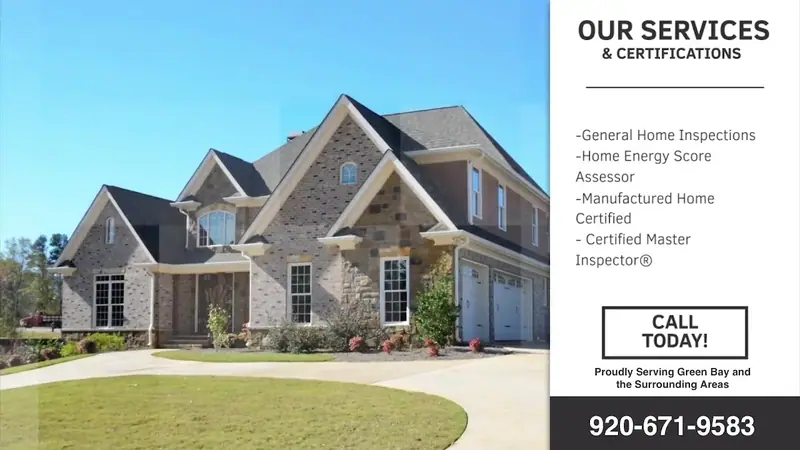 OUR SERVICES
& CERTIFICATIONS
-General Home Inspections
-Home Energy Score
Assessor
-Manufactured Home
Certified
- Certified Master
Inspector®
CALL
TODAY!
Proudly Serving Green Bay and
the Surrounding Areas
920-671-9583